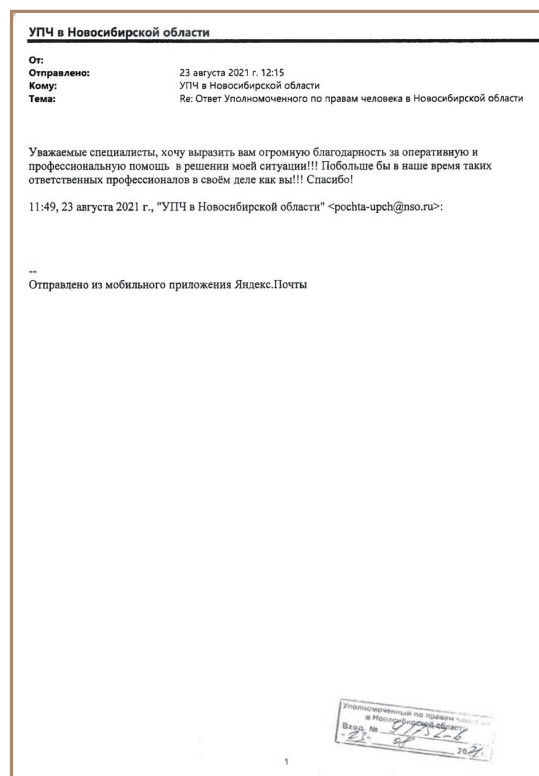 УПЧ в Новосибирской области
От:
Отправлено: 23 августа 2021 г. 12:15
Кому: УПЧ в Новосибирской области
Тема: Re: Ответ Уполномоченного по правам человека в Новосибирской области
Уважаемые специалисты, хочу выразить вам огромную благодарность за оперативную и
профессиональную помощь в решении моей ситуации!!! Побольше бы в наше время таких
ответственных профессионалов в своём деле как вы!!! Спасибо!
11:49, 23 августа 2021 г., "УПЧ в Новосибирской области" <pochta-upch@nso.ru>:
--
Отправлено из мобильного приложения Яндекс.Почты
Уполномоченный по правам
в Новосибирской области
Вход. №
"23" 08 2021г.
1